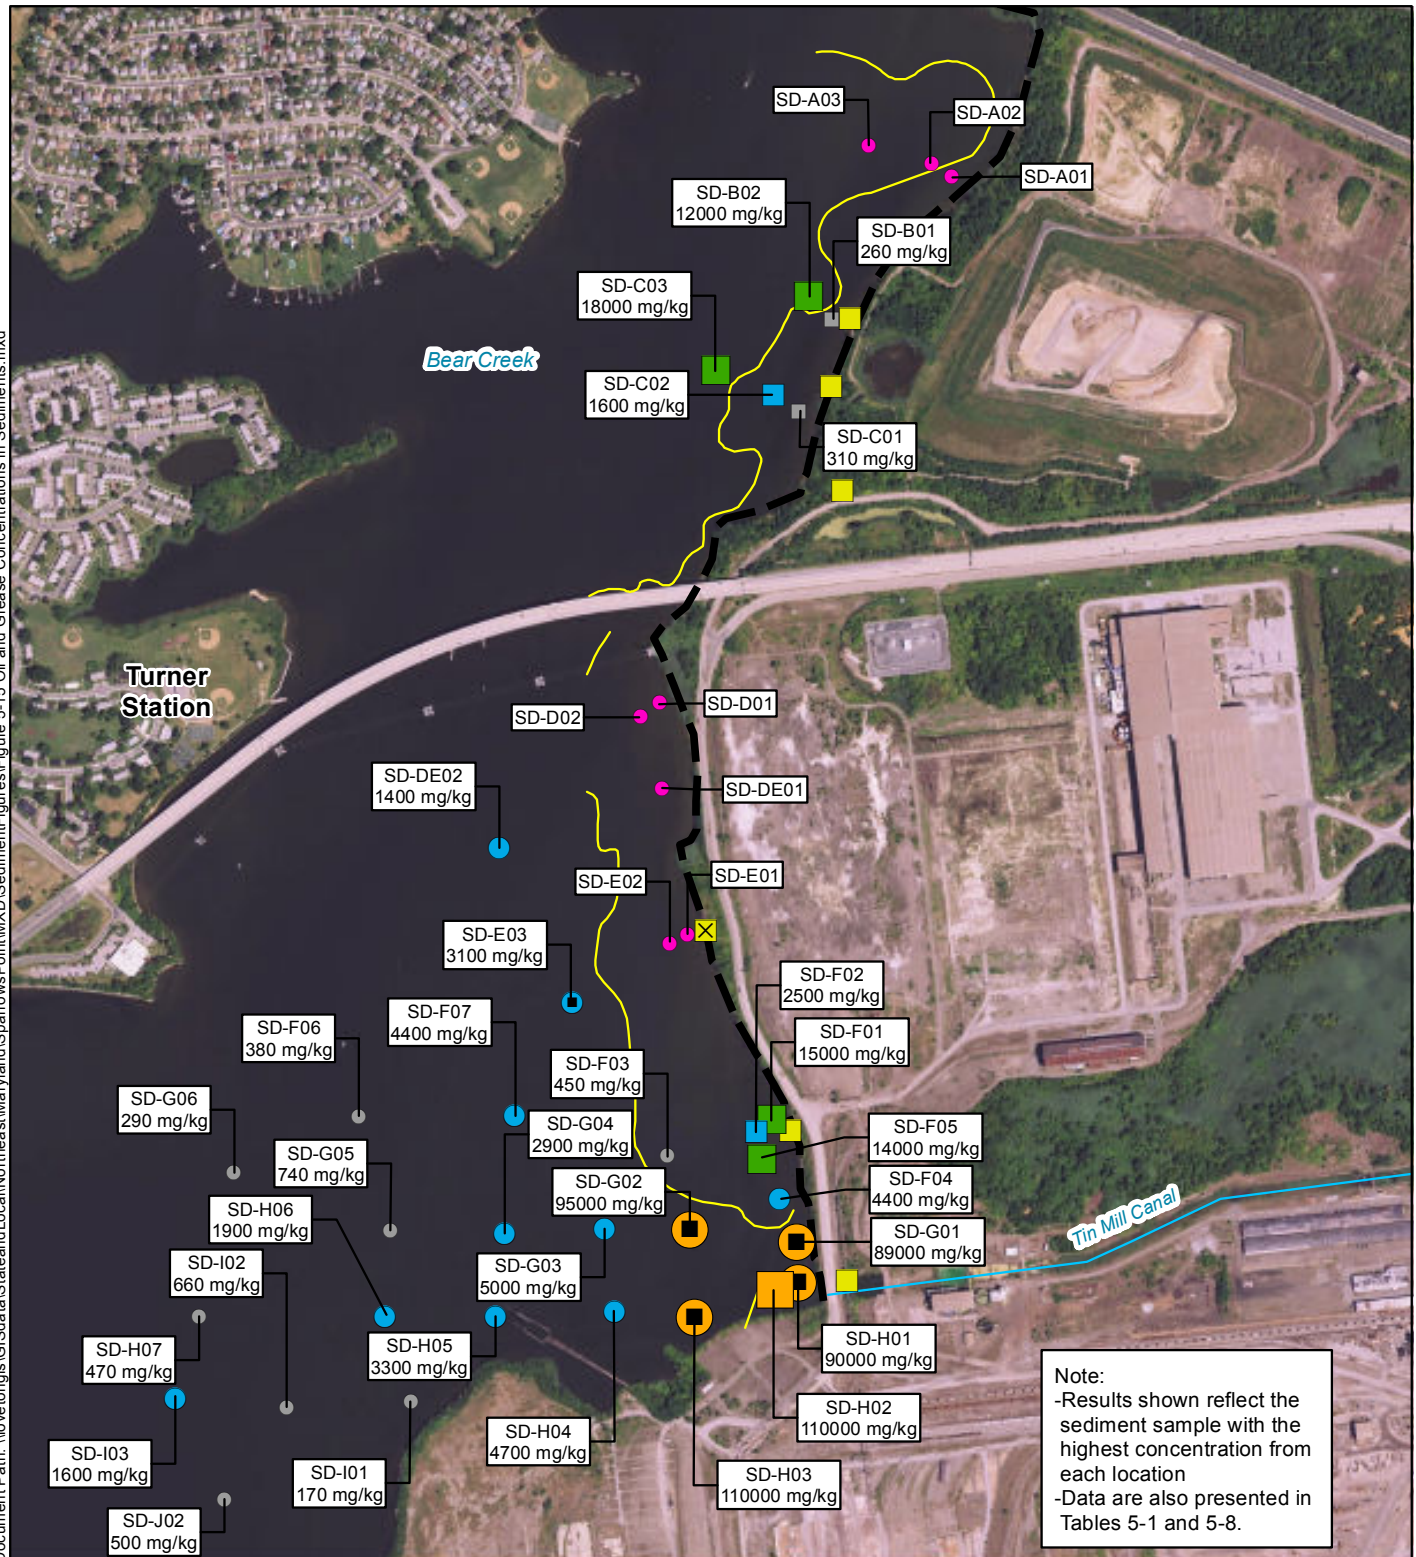 SD-A03
SD-A02
SD-A01
SD-B02
12000 mg/kg
SD-B01
260 mg/kg
SD-C03
18000 mg/kg
Bear Creek
SD-C02
1600 mg/kg
SD-C01
310 mg/kg
Turner
Station
SD-D02
SD-D01
SD-DE02
1400 mg/kg
SD-DE01
SD-E02
SD-E01
SD-E03
3100 mg/kg
SD-F02
2500 mg/kg
SD-F07
4400 mg/kg
SD-F06
380 mg/kg
SD-F01
15000 mg/kg
SD-F03
450 mg/kg
SD-G06
290 mg/kg
SD-G04
2900 mg/kg
SD-F05
14000 mg/kg
SD-G05
740 mg/kg
SD-G02
95000 mg/kg
SD-F04
4400 mg/kg
SD-H06
1900 mg/kg
Tin Mill Canal
SD-G01
89000 mg/kg
SD-I02
660 mg/kg
SD-G03
5000 mg/kg
SD-H07
470 mg/kg
SD-H05
3300 mg/kg
SD-H01
90000 mg/kg
SD-H02
110000 mg/kg
SD-H04
4700 mg/kg
SD-I03
1600 mg/kg
SD-I01
170 mg/kg
SD-H03
110000 mg/kg
SD-J02
500 mg/kg
Note:
-Results shown reflect the
sediment sample with the
highest concentration from
each location
-Data are also presented in
Tables 5-1 and 5-8.